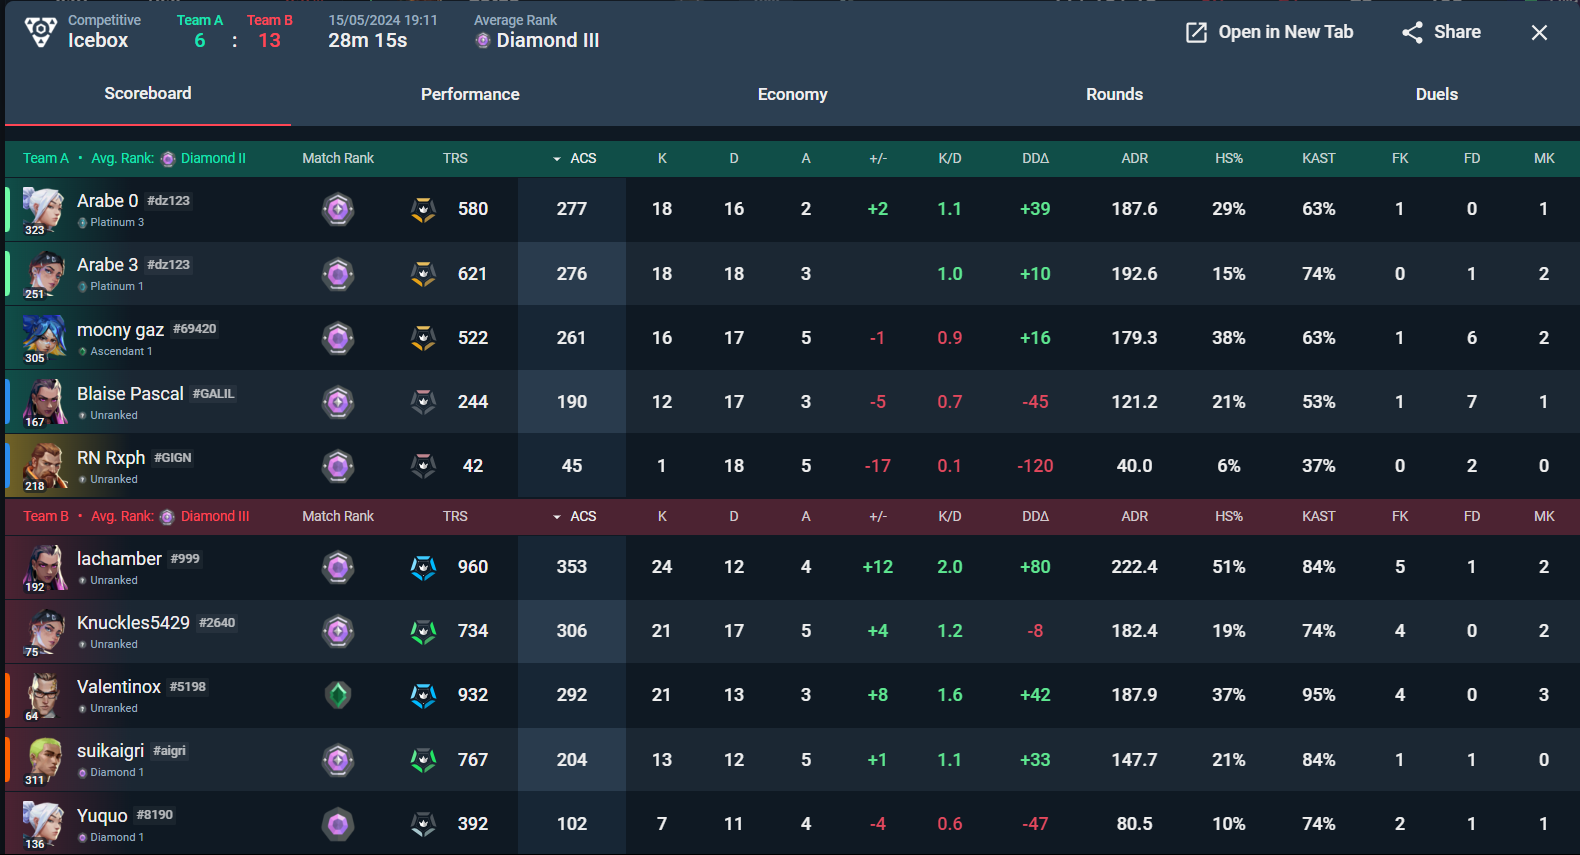 Competitive Team A Team B 15/05/2024 19:11 Average Rank
Icebox 6 : 13 28m 15s Diamond III Open in New Tab Share
Scoreboard Performance Economy Rounds Duels
Team A • Avg. Rank: Diamond II Match Rank TRS ACS K D A +/- K/D DDΔ ADR HS% KAST FK FD MK
323 Arabe 0 #dz123 Platinum 3 580 277 18 16 2 +2 1.1 +39 187.6 29% 63% 1 0 1
251 Arabe 3 #dz123 Platinum 1 621 276 18 18 3 1.0 +10 192.6 15% 74% 0 1 2
305 mocny gaz #69420 Ascendant 1 522 261 16 17 5 -1 0.9 +16 179.3 38% 63% 1 6 2
167 Blaise Pascal #GALIL Unranked 244 190 12 17 3 -5 0.7 -45 121.2 21% 53% 1 7 1
218 RN Rxph #GIGN Unranked 42 45 1 18 5 -17 0.1 -120 40.0 6% 37% 0 2 0
Team B • Avg. Rank: Diamond III Match Rank TRS ACS K D A +/- K/D DDΔ ADR HS% KAST FK FD MK
192 lachamber #999 Unranked 960 353 24 12 4 +12 2.0 +80 222.4 51% 84% 5 1 2
75 Knuckles5429 #2640 Unranked 734 306 21 17 5 +4 1.2 -8 182.4 19% 74% 4 0 2
64 Valentinox #5198 Unranked 932 292 21 13 3 +8 1.6 +42 187.9 37% 95% 4 0 3
311 suikaigri #aigri Diamond 1 767 204 13 12 5 +1 1.1 +33 147.7 21% 84% 1 1 0
136 Yuquo #8190 Diamond 1 392 102 7 11 4 -4 0.6 -47 80.5 10% 74% 2 1 1